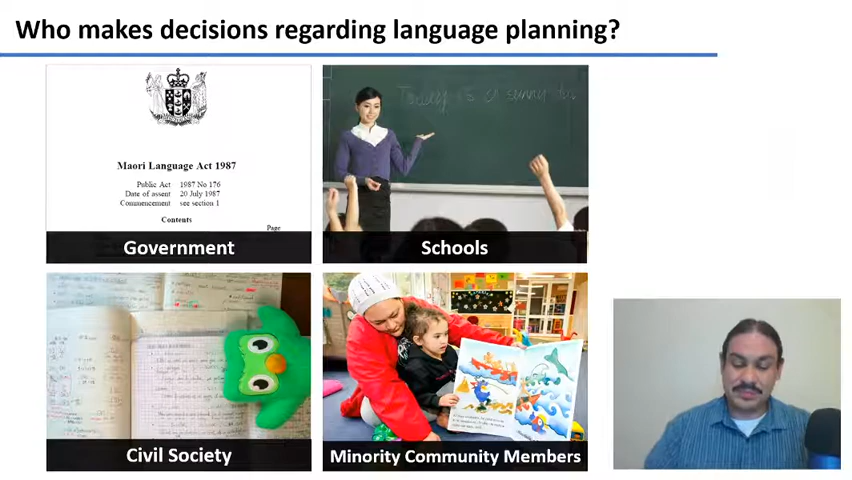 Who makes decisions regarding language planning?
Maori Language Act 1987
Public Act 1987 No 176
Date of assent 20 July 1987
Commencement see section 1
Contents
Page
Today is a sunny day
Government
Schools
Civil Society
Minority Community Members